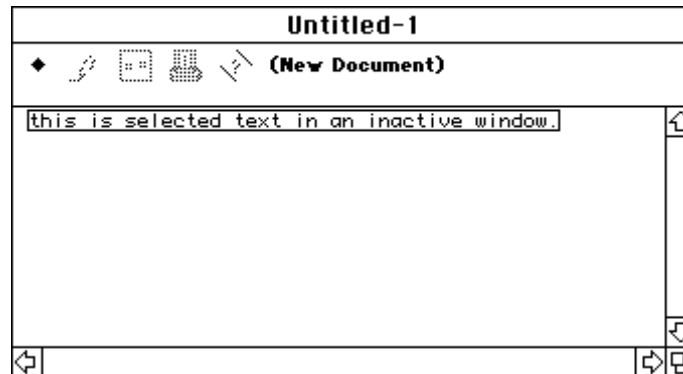 Untitled-1
(New Document)
this is selected text in an inactive window.